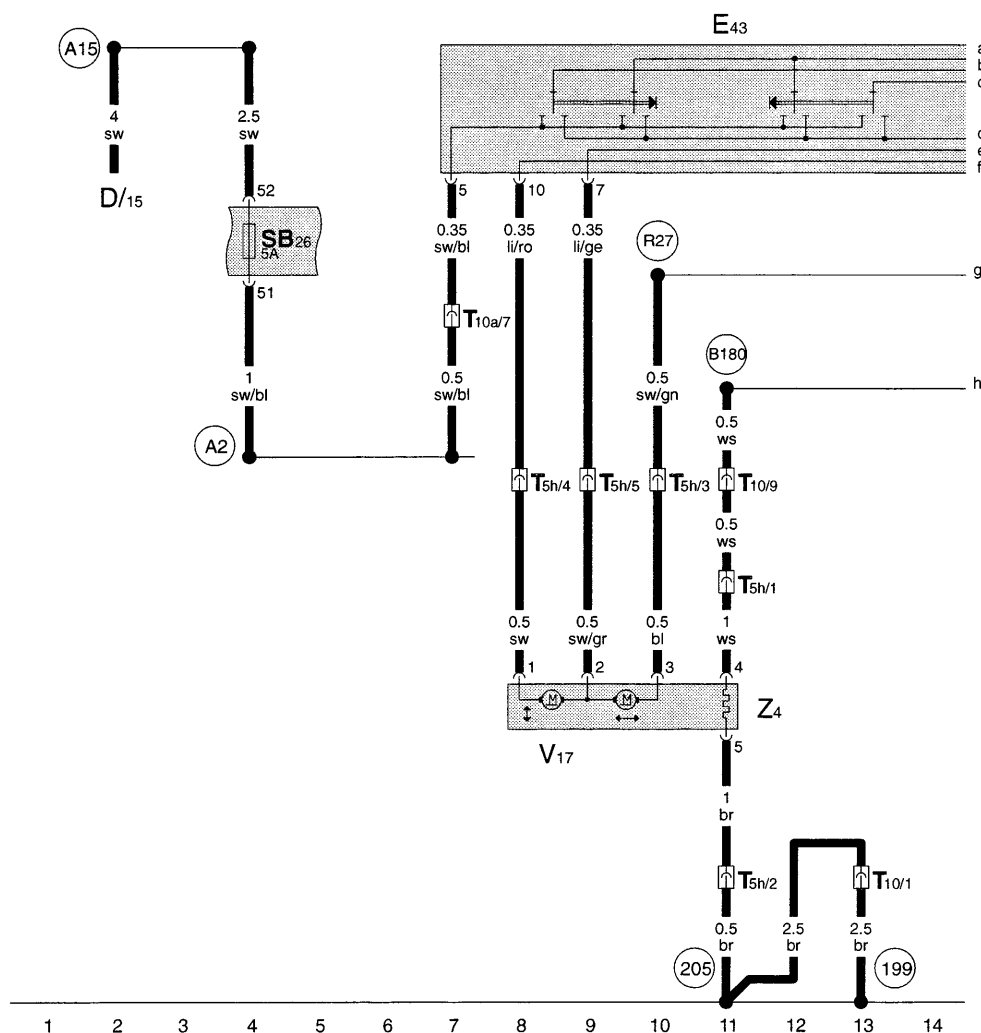 E43
A15
a
b
c
d
e
f
4
sw
2.5
sw
D/15
52
SB26
5A
51
5
10
7
0.35
sw/bl
0.35
li/ro
0.35
li/ge
R27
g
T10a/7
B180
h
1
sw/bl
0.5
sw/bl
0.5
sw/gn
0.5
ws
A2
T5h/4
T5h/5
T5h/3
T10/9
0.5
ws
T5h/1
0.5
sw
0.5
sw/gr
0.5
bl
1
ws
1
2
3
4
M
M
Z4
V17
5
1
br
T5h/2
T10/1
0.5
br
2.5
br
2.5
br
205
199
1 2 3 4 5 6 7 8 9 10 11 12 13 14